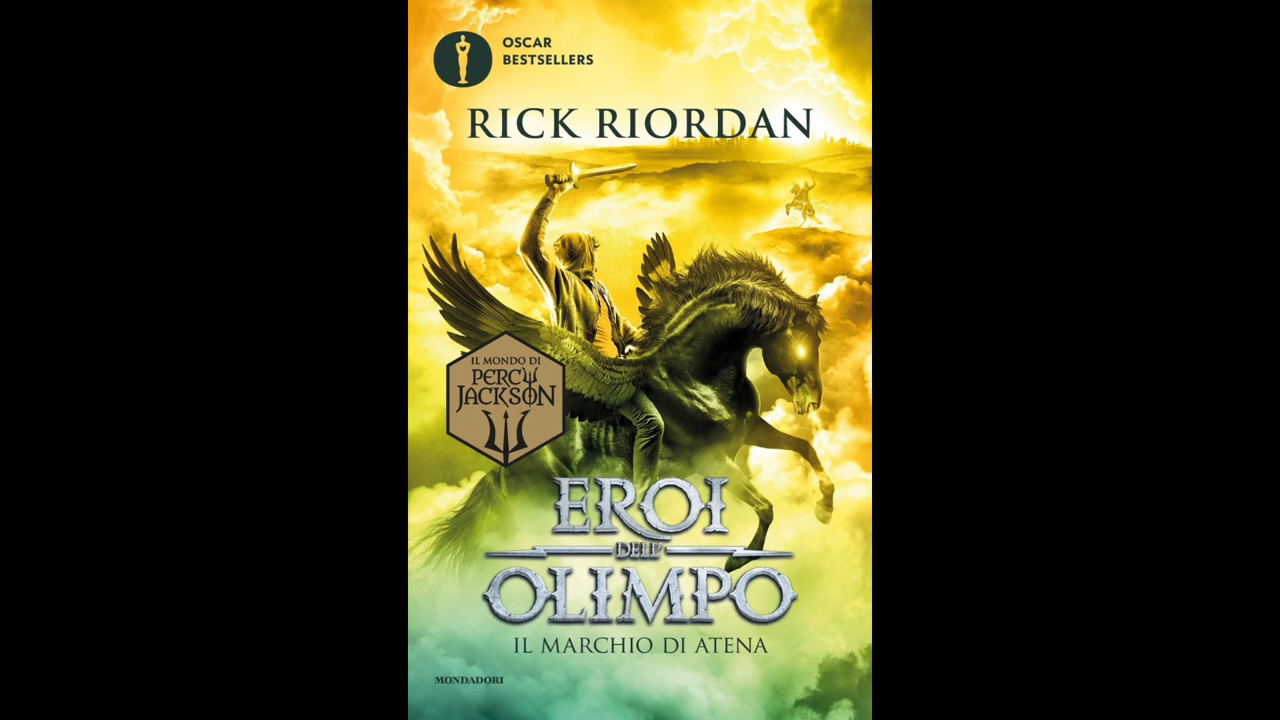 OSCAR
BESTSELLERS
RICK RIORDAN
IL MONDO DI
PERCY
JACKSON
EROI
DELL'
OLIMPO
IL MARCHIO DI ATENA
MONDADORI